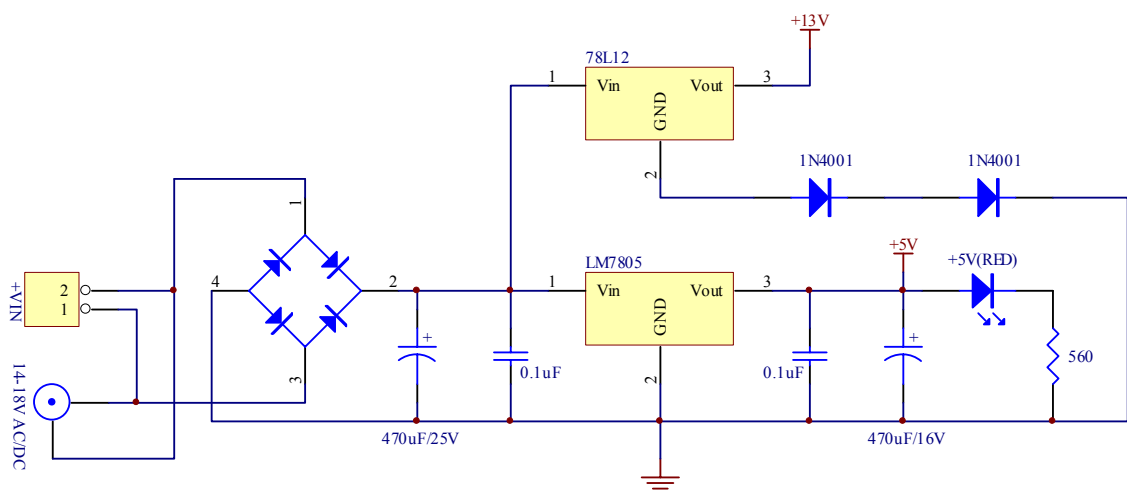 +13V
78L12
1
Vin
Vout
3
GND
2
1N4001
1N4001
1
+5V
+5V(RED)
LM7805
4
2
1
Vin
Vout
3
+VIN
2
1
GND
0.1uF
0.1uF
560
14-18V AC/DC
3
2
470uF/25V
470uF/16V
+
+